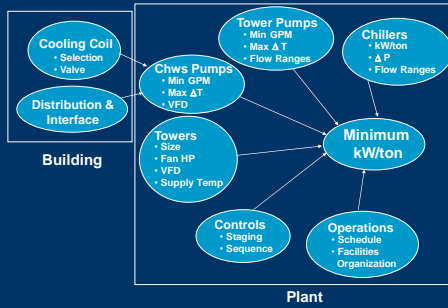 Cooling Coil
• Selection
• Valve
Distribution &
Interface
Building
Chws Pumps
• Min GPM
• Max ΔT
• VFD
Tower Pumps
• Min GPM
• Max Δ T
• Flow Ranges
Chillers
• kW/ton
• Δ P
• Flow Ranges
Towers
• Size
• Fan HP
• VFD
• Supply Temp
Minimum
kW/ton
Controls
• Staging
• Sequence
Operations
• Schedule
• Facilities
Organization
Plant